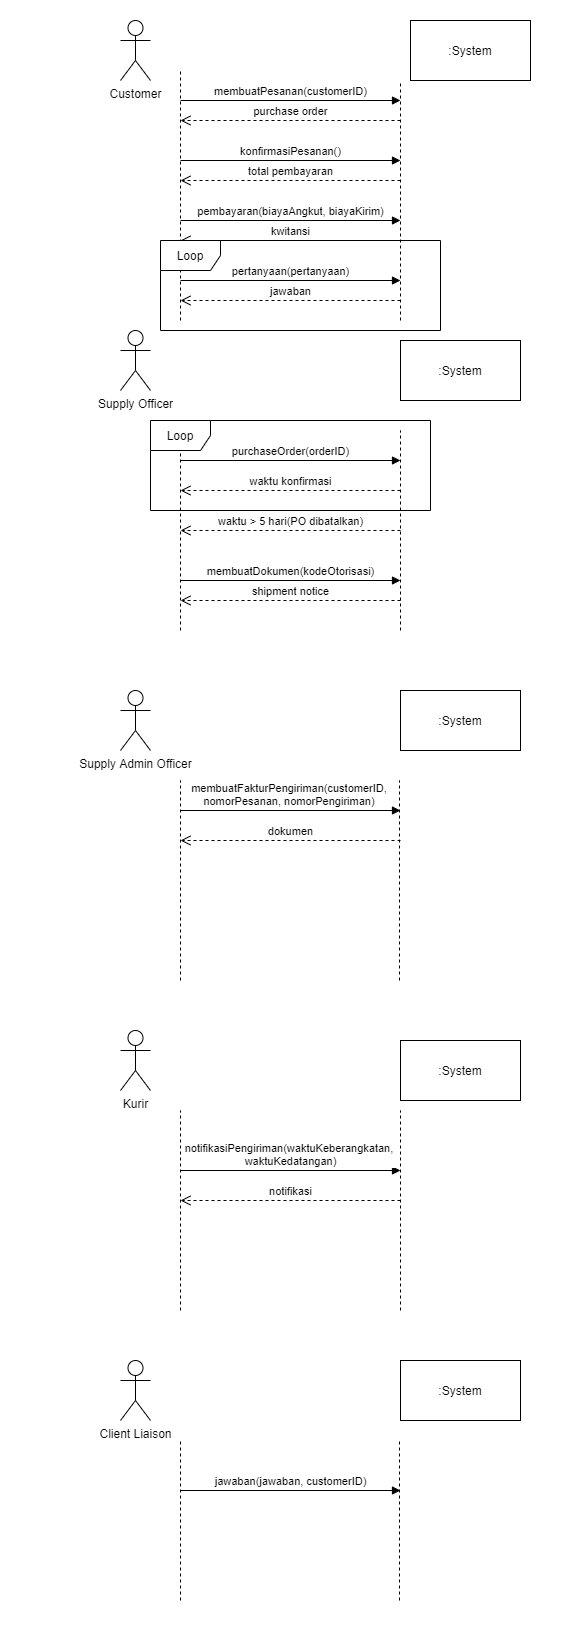 :System
Customer
membuatPesanan(customerID)
purchase order
konfirmasiPesanan()
total pembayaran
pembayaran(biayaAngkut, biayaKirim)
kwitansi
Loop
pertanyaan(pertanyaan)
jawaban
:System
Supply Officer
Loop
purchaseOrder(orderID)
waktu konfirmasi
waktu > 5 hari(PO dibatalkan)
membuatDokumen(kodeOtorisasi)
shipment notice
:System
Supply Admin Officer
membuatFakturPengiriman(customerID,
nomorPesanan, nomorPengiriman)
dokumen
:System
Kurir
notifikasiPengiriman(waktuKeberangkatan,
waktuKedatangan)
notifikasi
:System
Client Liaison
jawaban(jawaban, customerID)